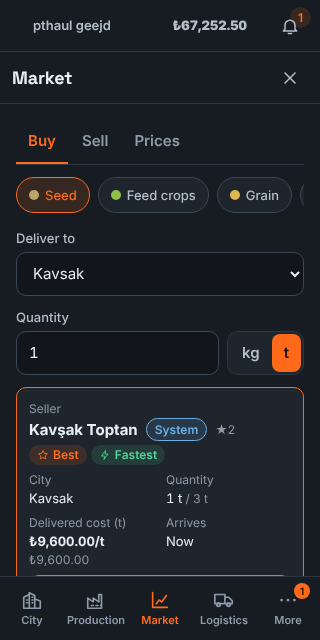 pthaul geejd ₺67,252.50 1
Market
Buy Sell Prices
Seed Feed crops Grain
Deliver to
Kavsak
Quantity
1 kg t
Seller
Kavşak Toptan System ★2
Best Fastest
City Quantity
Kavsak 1 t / 3 t
Delivered cost (t) Arrives
₺9,600.00/t Now
₺9,600.00
1
City Production Market Logistics More